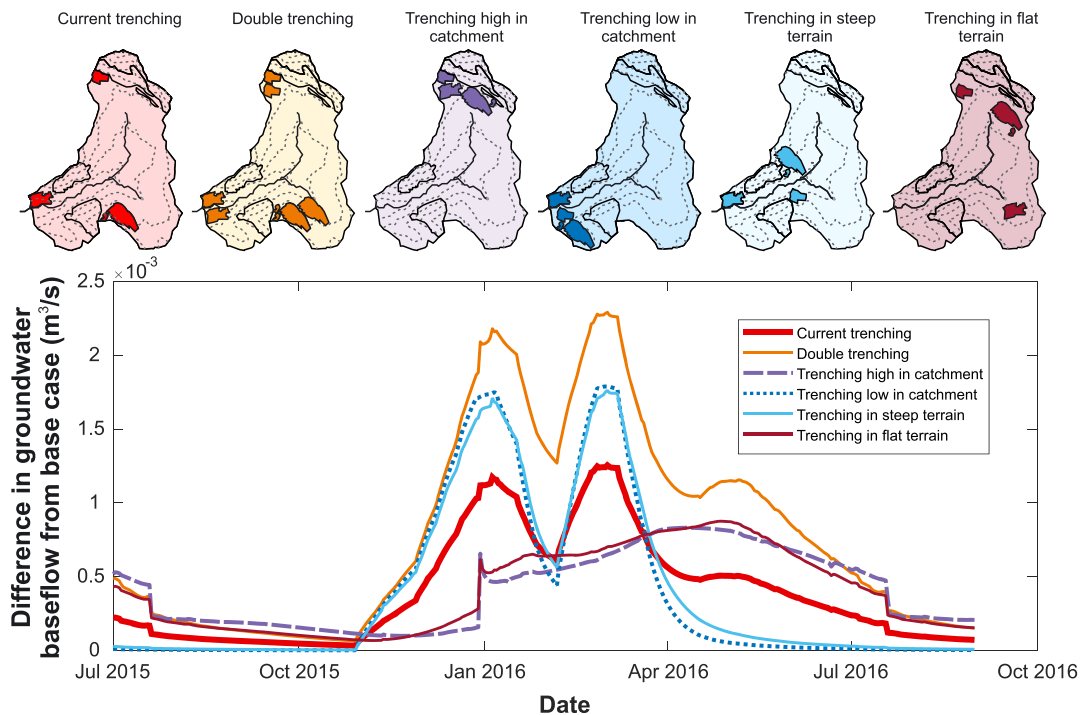 Current trenching
Double trenching
Trenching high in
catchment
Trenching low in
catchment
Trenching in steep
terrain
Trenching in flat
terrain
Difference in groundwater
baseflow from base case (m³/s)
×10⁻³
2.5
2
1.5
1
0.5
0
Current trenching
Double trenching
Trenching high in catchment
Trenching low in catchment
Trenching in steep terrain
Trenching in flat terrain
Jul 2015
Oct 2015
Jan 2016
Apr 2016
Jul 2016
Oct 2016
Date